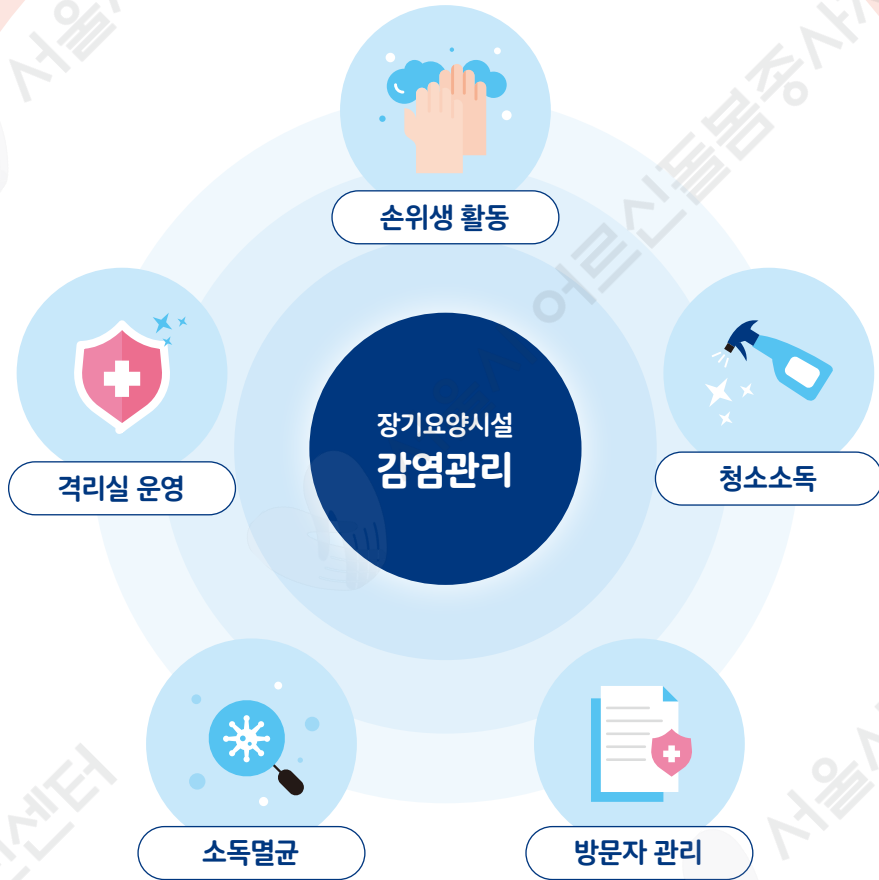 손위생 활동
격리실 운영
장기요양시설
감염관리
청소소독
소독멸균
방문자 관리